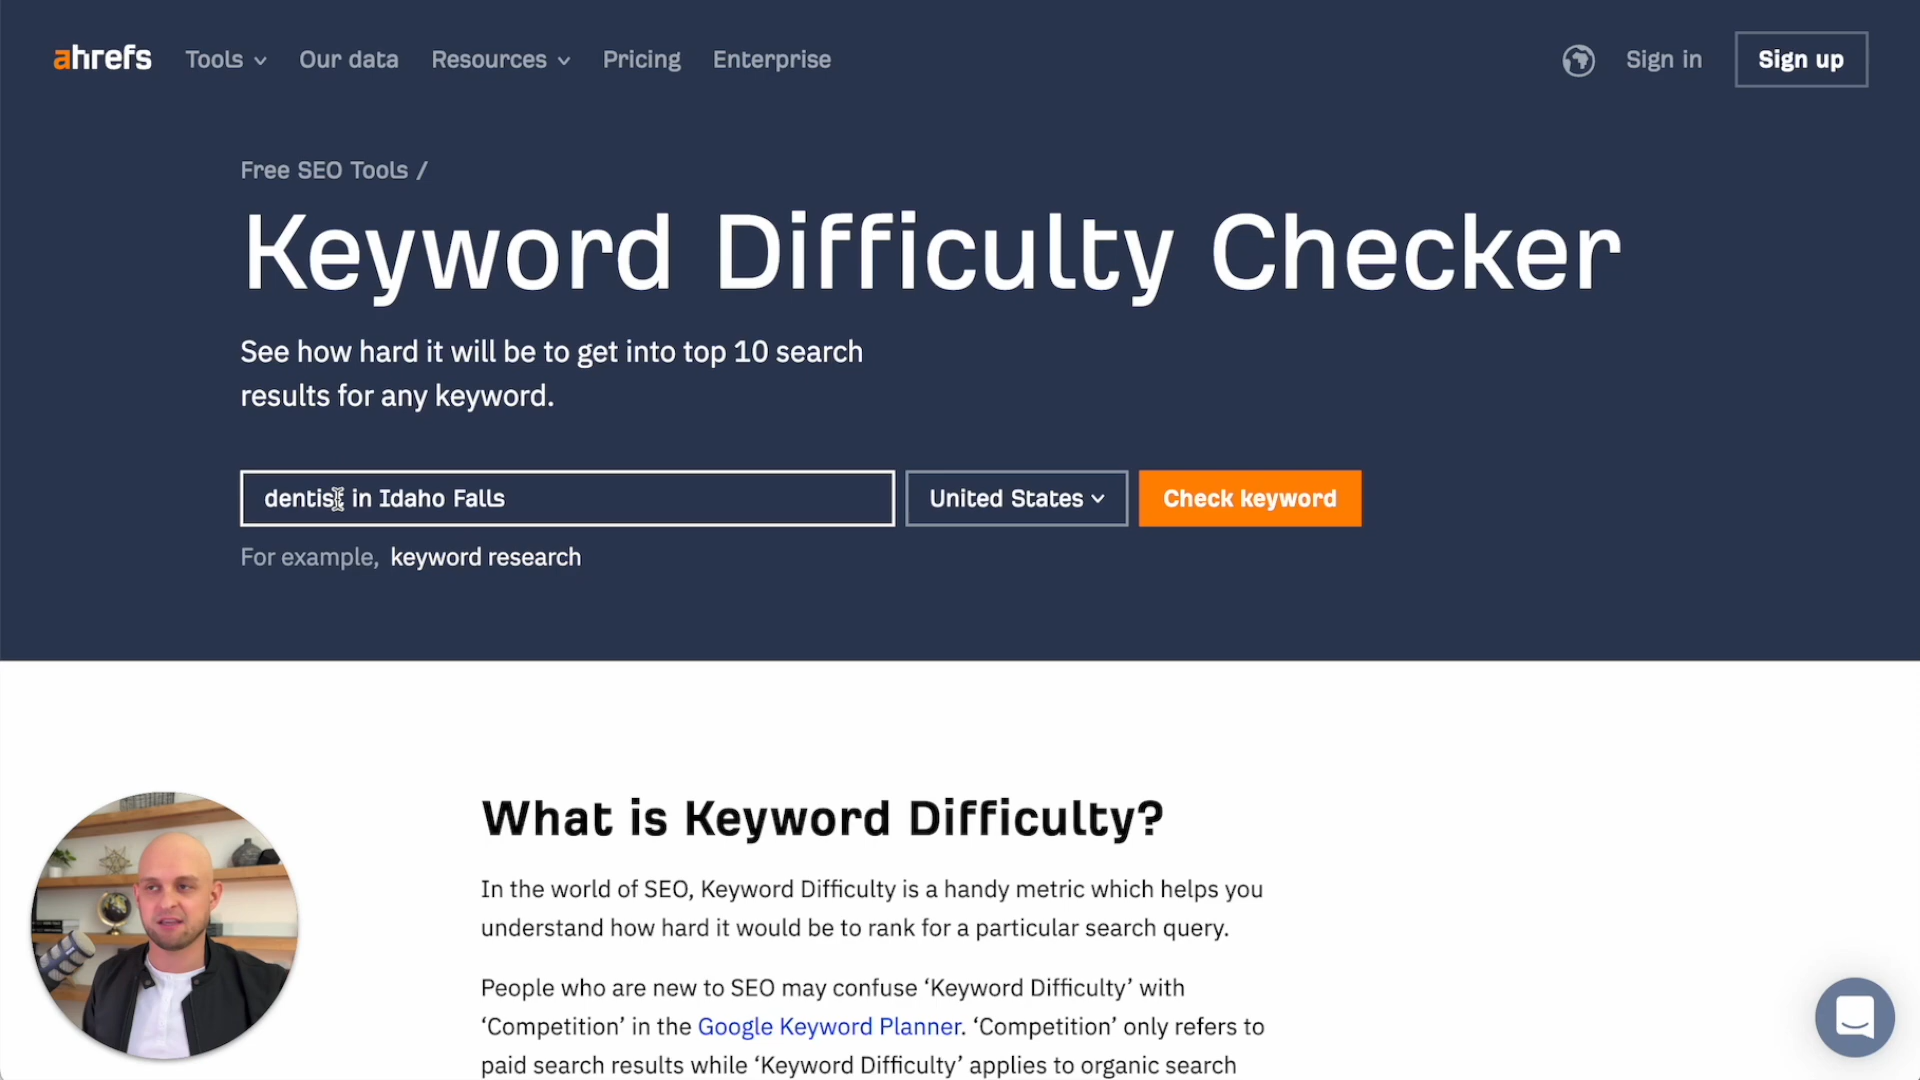 ahrefs Tools Our data Resources Pricing Enterprise Sign in Sign up
Free SEO Tools /
Keyword Difficulty Checker
See how hard it will be to get into top 10 search
results for any keyword.
dentist in Idaho Falls United States Check keyword
For example, keyword research
What is Keyword Difficulty?
In the world of SEO, Keyword Difficulty is a handy metric which helps you
understand how hard it would be to rank for a particular search query.
People who are new to SEO may confuse ‘Keyword Difficulty’ with
‘Competition’ in the Google Keyword Planner. ‘Competition’ only refers to
paid search results while ‘Keyword Difficulty’ applies to organic search